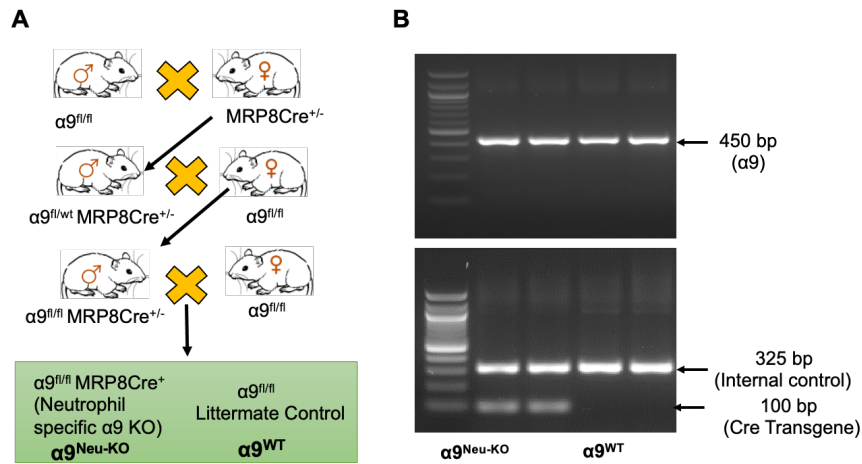 A
♂
♀
α9fl/fl
MRP8Cre+/-
♂
♀
α9fl/wt MRP8Cre+/-
α9fl/fl
♂
♀
α9fl/fl MRP8Cre+/-
α9fl/fl
α9fl/fl MRP8Cre+
(Neutrophil
specific α9 KO)
α9Neu-KO
α9fl/fl
Littermate Control
α9WT
B
450 bp
(α9)
325 bp
(Internal control)
100 bp
(Cre Transgene)
α9Neu-KO
α9WT